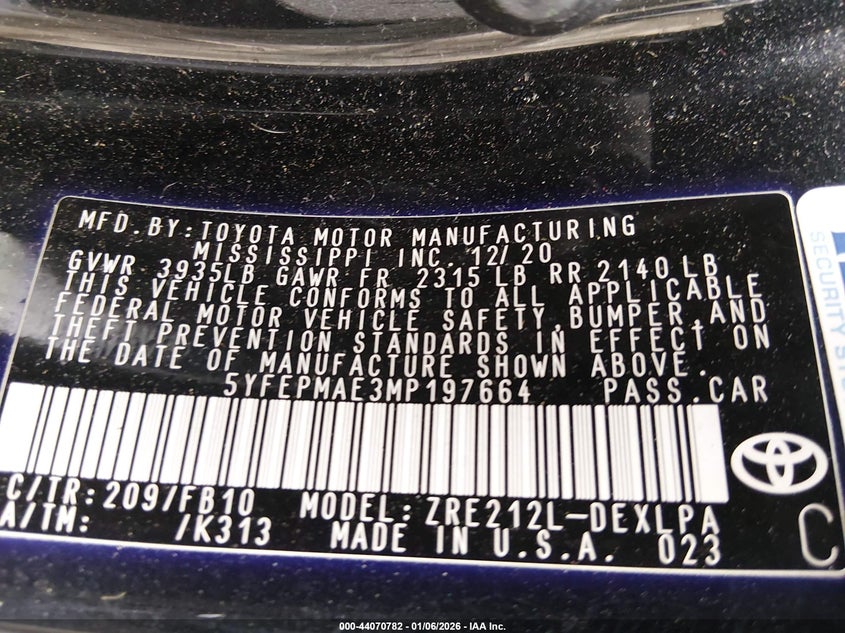 MFD. BY: TOYOTA MOTOR MANUFACTURING
MISSISSIPPI INC. 12/20
GVWR 3935LB GAWR FR 2315 LB RR 2140 LB
THIS VEHICLE CONFORMS TO ALL APPLICABLE
FEDERAL MOTOR VEHICLE SAFETY, BUMPER, AND
THEFT PREVENTION STANDARDS IN EFFECT ON
THE DATE OF MANUFACTURE SHOWN ABOVE.
5YFEPMAE3MP197664 PASS. CAR
C/TR: 209/FB10 MODEL: ZRE212L-DEXLPA
A/TM: /K313 MADE IN U.S.A. 023
C
SECURITY
000-44070782 - 01/06/2026 - IAA Inc.